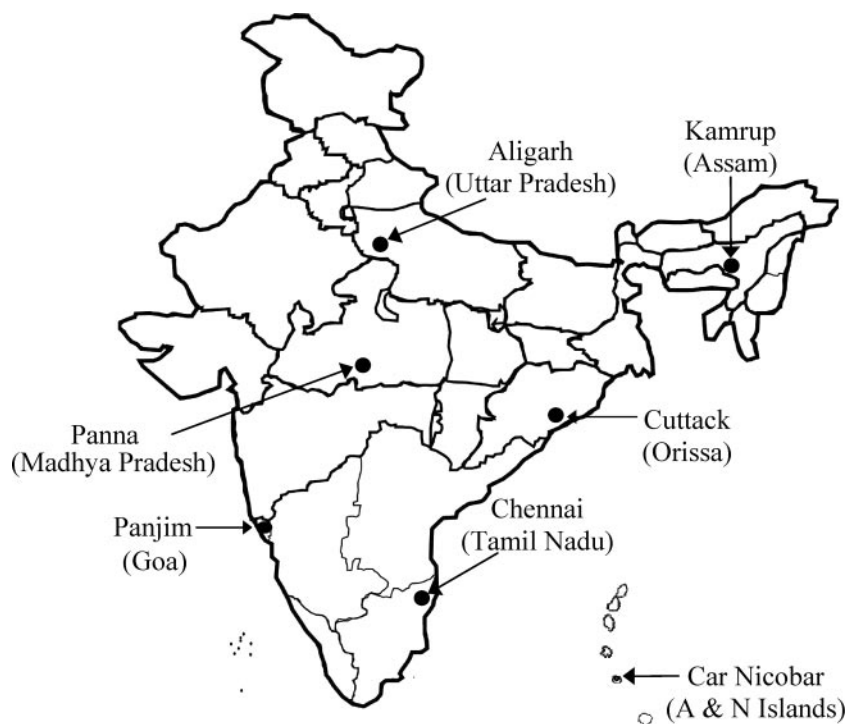 Kamrup
(Assam)
Aligarh
(Uttar Pradesh)
Panna
(Madhya Pradesh)
Cuttack
(Orissa)
Panjim
(Goa)
Chennai
(Tamil Nadu)
Car Nicobar
(A & N Islands)